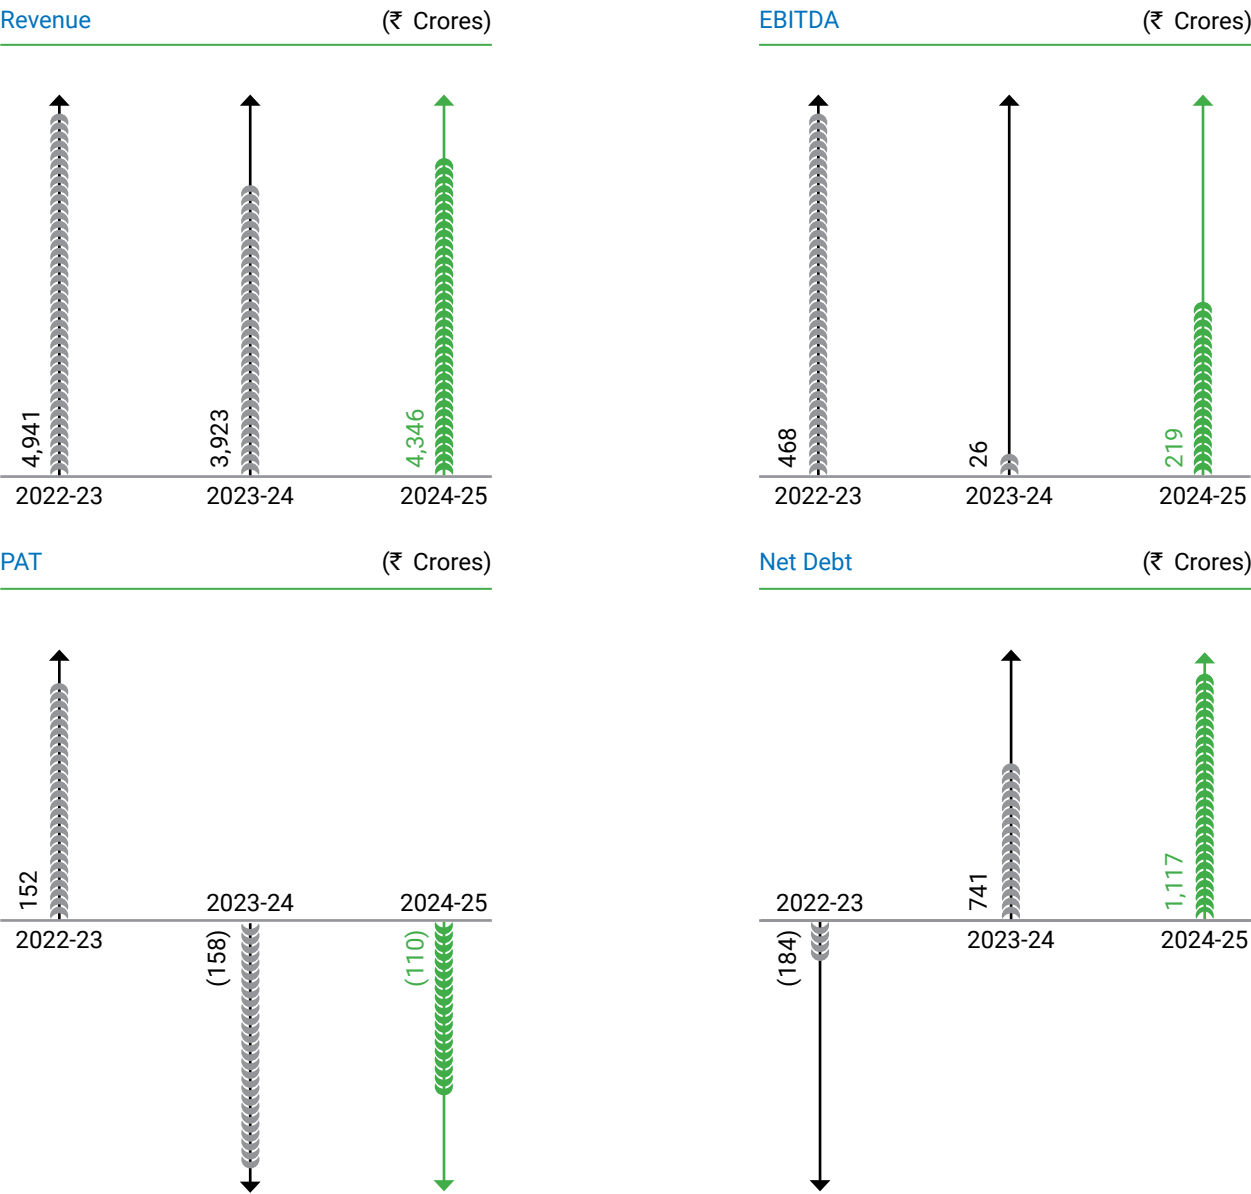 Revenue (₹ Crores)
4,941 3,923 4,346
2022-23 2023-24 2024-25
EBITDA (₹ Crores)
468 26 219
2022-23 2023-24 2024-25
PAT (₹ Crores)
152 2023-24 2024-25
2022-23 (158) (110)
Net Debt (₹ Crores)
2022-23 741 1,117
(184) 2023-24 2024-25